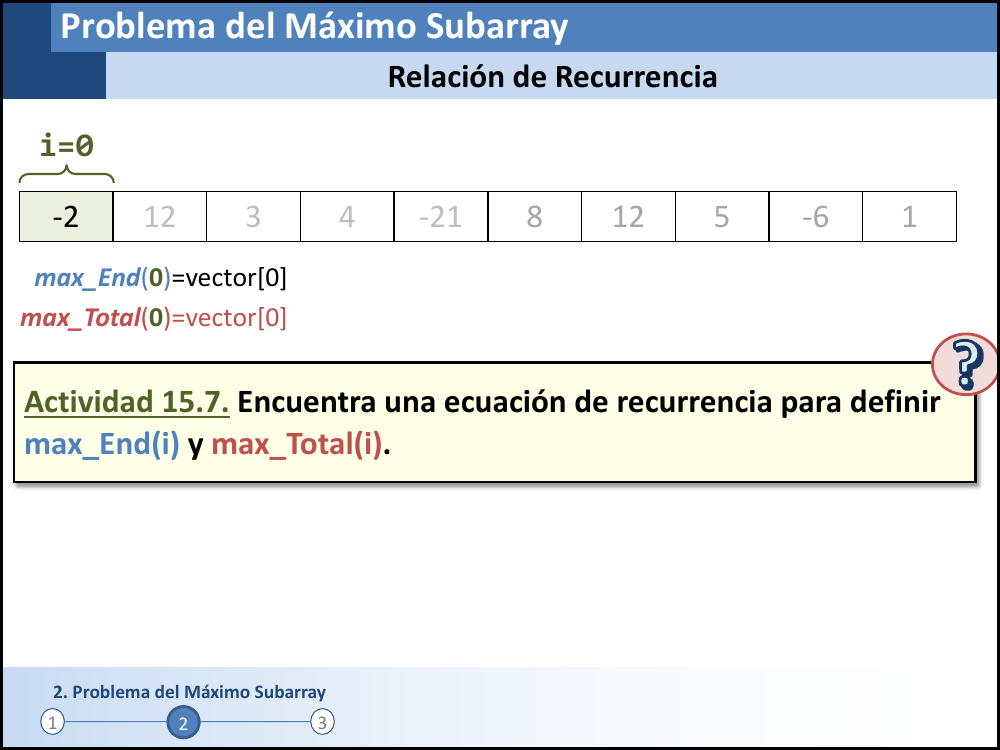 Problema del Máximo Subarray
Relación de Recurrencia
i=0
-2 12 3 4 -21 8 12 5 -6 1
max_End(0)=vector[0]
max_Total(0)=vector[0]
?
Actividad 15.7. Encuentra una ecuación de recurrencia para definir
max_End(i) y max_Total(i).
2. Problema del Máximo Subarray
1 2 3